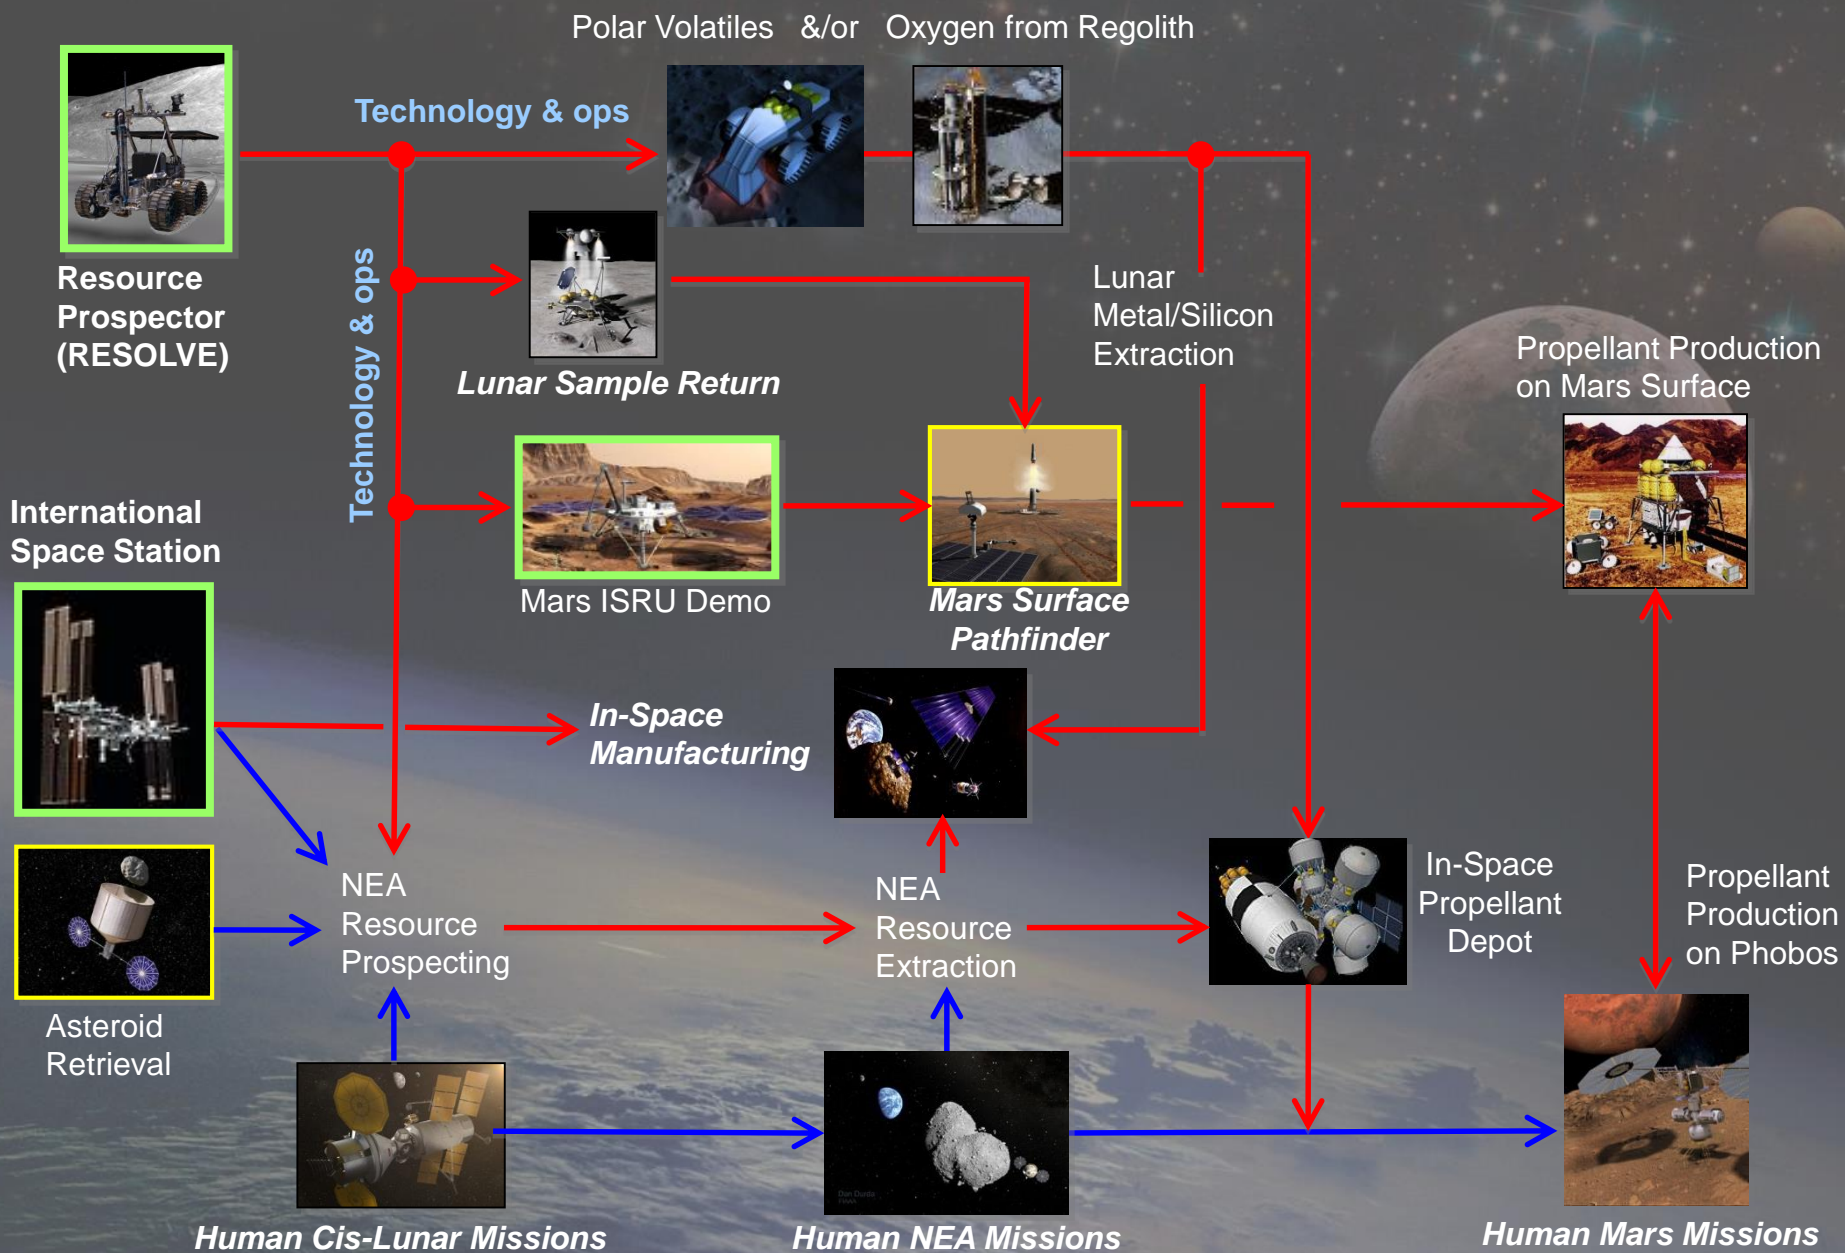 Polar Volatiles &/or Oxygen from Regolith
Technology & ops
Resource
Prospector
(RESOLVE)
Technology & ops
Lunar Sample Return
Lunar
Metal/Silicon
Extraction
Propellant Production
on Mars Surface
International
Space Station
Mars ISRU Demo
Mars Surface
Pathfinder
In-Space
Manufacturing
NEA
Resource
Prospecting
NEA
Resource
Extraction
In-Space
Propellant
Depot
Propellant
Production
on Phobos
Asteroid
Retrieval
Dan Durda
Human Cis-Lunar Missions
Human NEA Missions
Human Mars Missions